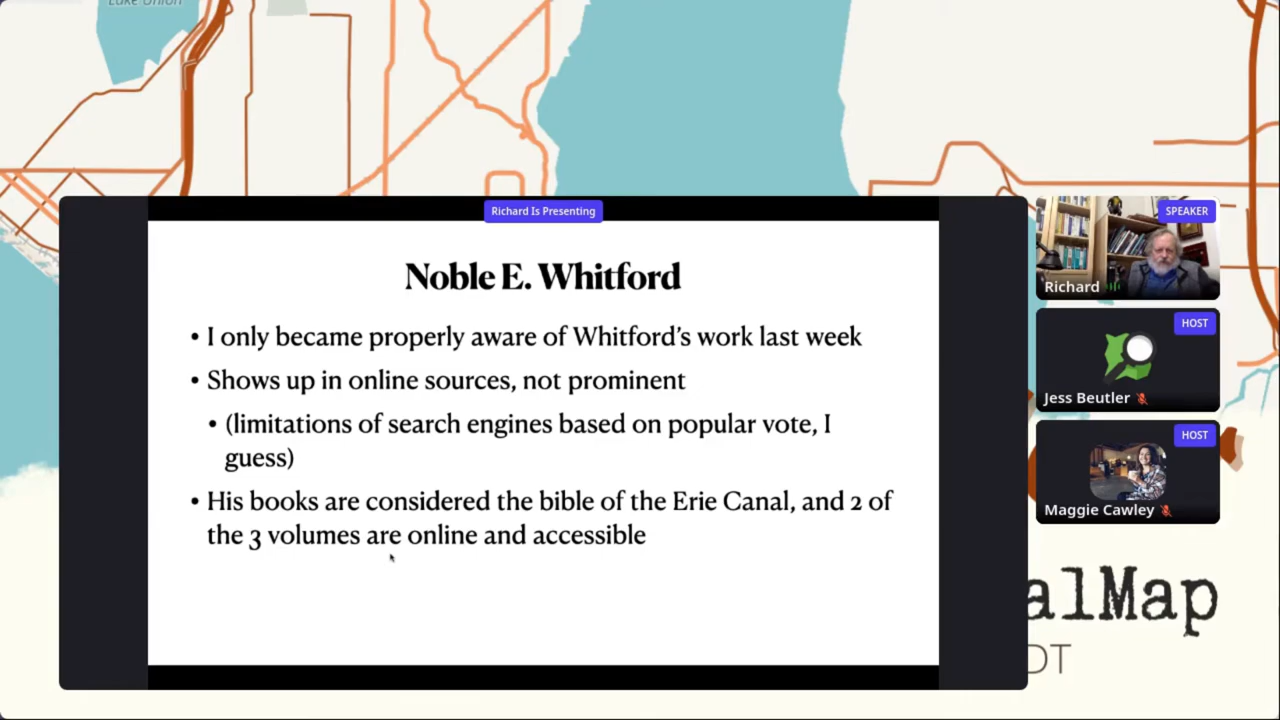 Lake Union
Richard Is Presenting
Noble E. Whitford
• I only became properly aware of Whitford's work last week
• Shows up in online sources, not prominent
• (limitations of search engines based on popular vote, I
guess)
• His books are considered the bible of the Erie Canal, and 2 of
the 3 volumes are online and accessible
SPEAKER
Richard
HOST
Jess Beutler
HOST
Maggie Cawley
alMap
DT